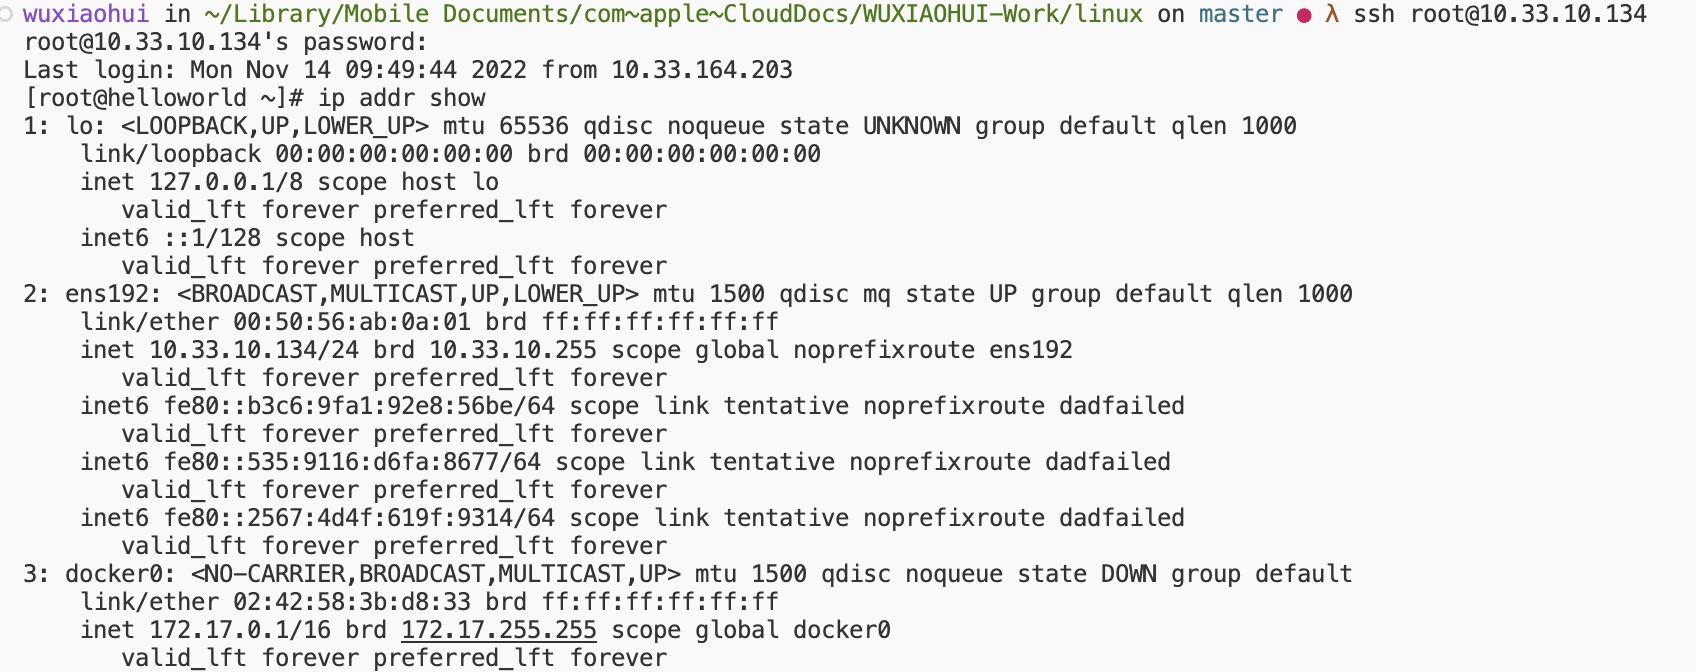 wuxiaohui in ~/Library/Mobile Documents/com~apple~CloudDocs/WUXIAOHUI-Work/linux on master ● λ ssh root@10.33.10.134
root@10.33.10.134's password:
Last login: Mon Nov 14 09:49:44 2022 from 10.33.164.203
[root@helloworld ~]# ip addr show
1: lo: <LOOPBACK,UP,LOWER_UP> mtu 65536 qdisc noqueue state UNKNOWN group default qlen 1000
    link/loopback 00:00:00:00:00:00 brd 00:00:00:00:00:00
    inet 127.0.0.1/8 scope host lo
       valid_lft forever preferred_lft forever
    inet6 ::1/128 scope host
       valid_lft forever preferred_lft forever
2: ens192: <BROADCAST,MULTICAST,UP,LOWER_UP> mtu 1500 qdisc mq state UP group default qlen 1000
    link/ether 00:50:56:ab:0a:01 brd ff:ff:ff:ff:ff:ff
    inet 10.33.10.134/24 brd 10.33.10.255 scope global noprefixroute ens192
       valid_lft forever preferred_lft forever
    inet6 fe80::b3c6:9fa1:92e8:56be/64 scope link tentative noprefixroute dadfailed
       valid_lft forever preferred_lft forever
    inet6 fe80::535:9116:d6fa:8677/64 scope link tentative noprefixroute dadfailed
       valid_lft forever preferred_lft forever
    inet6 fe80::2567:4d4f:619f:9314/64 scope link tentative noprefixroute dadfailed
       valid_lft forever preferred_lft forever
3: docker0: <NO-CARRIER,BROADCAST,MULTICAST,UP> mtu 1500 qdisc noqueue state DOWN group default
    link/ether 02:42:58:3b:d8:33 brd ff:ff:ff:ff:ff:ff
    inet 172.17.0.1/16 brd 172.17.255.255 scope global docker0
       valid_lft forever preferred_lft forever